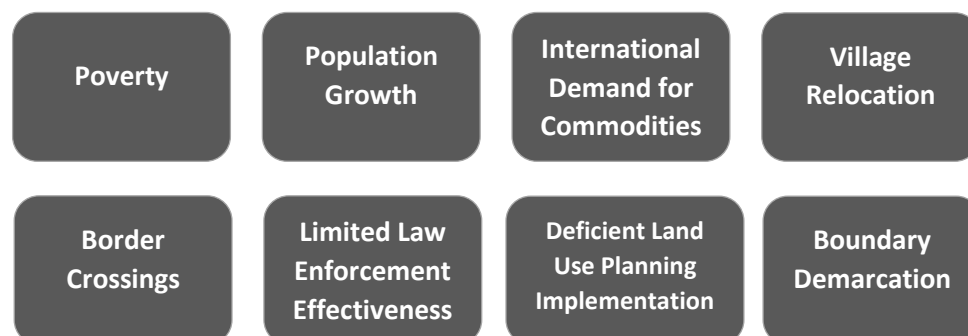 Poverty
Population
Growth
International
Demand for
Commodities
Village
Relocation
Border
Crossings
Limited Law
Enforcement
Effectiveness
Deficient Land
Use Planning
Implementation
Boundary
Demarcation